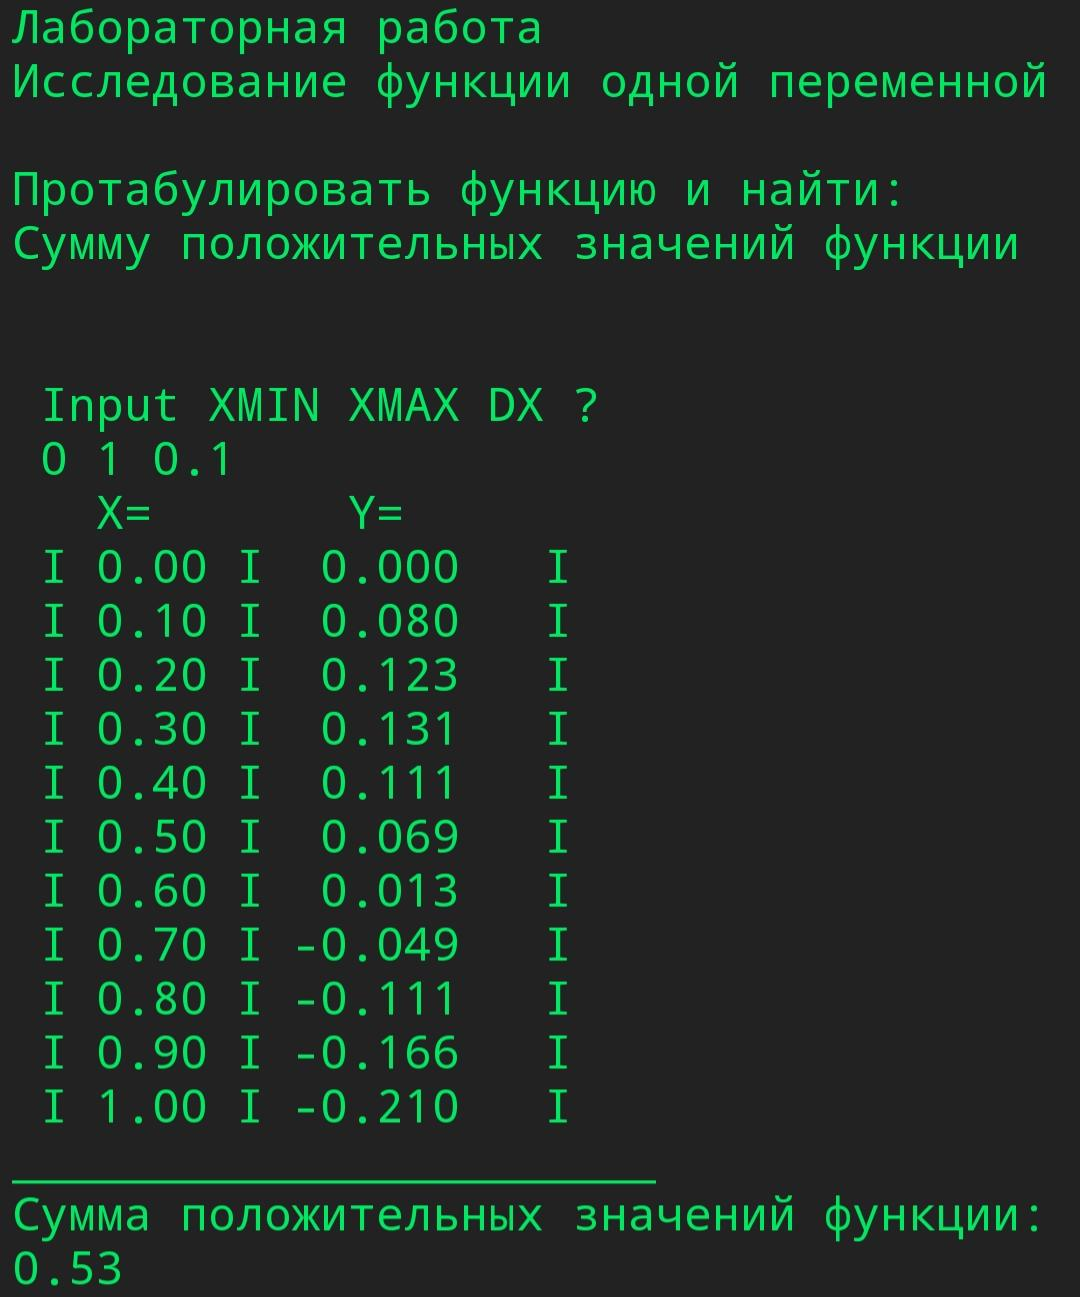 Лабораторная работа
Исследование функции одной переменной
Протабулировать функцию и найти:
Сумму положительных значений функции
Input XMIN XMAX DX ?
0 1 0.1
X= Y=
I 0.00 I 0.000 I
I 0.10 I 0.080 I
I 0.20 I 0.123 I
I 0.30 I 0.131 I
I 0.40 I 0.111 I
I 0.50 I 0.069 I
I 0.60 I 0.013 I
I 0.70 I -0.049 I
I 0.80 I -0.111 I
I 0.90 I -0.166 I
I 1.00 I -0.210 I
_______________________
Сумма положительных значений функции:
0.53